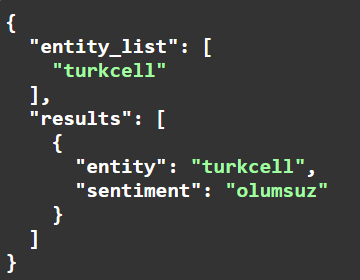 {
  "entity_list": [
    "turkcell"
  ],
  "results": [
    {
      "entity": "turkcell",
      "sentiment": "olumsuz"
    }
  ]
}